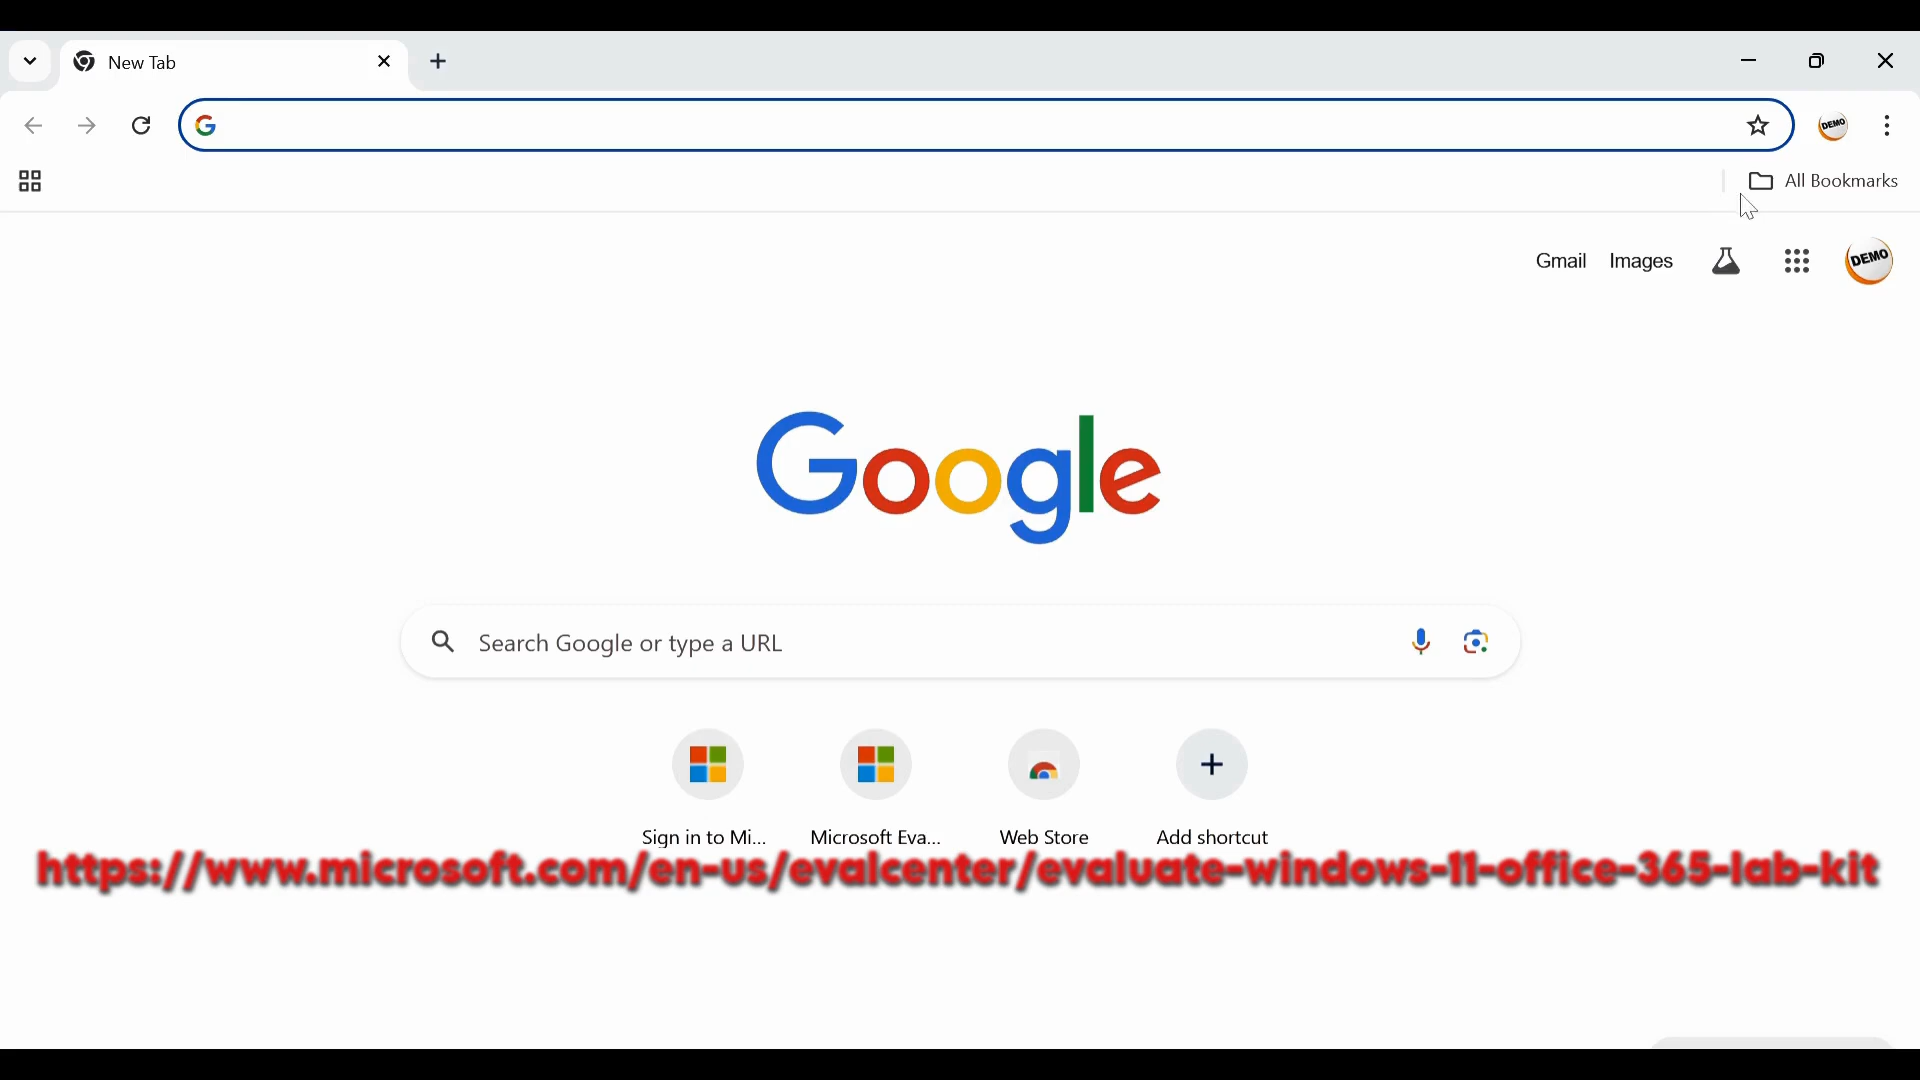 New Tab
All Bookmarks
Gmail Images
DEMO
DEMO
Google
Search Google or type a URL
Sign in to Mi... Microsoft Eva... Web Store Add shortcut
https://www.microsoft.com/en-us/evalcenter/evaluate-windows-11-office-365-lab-kit